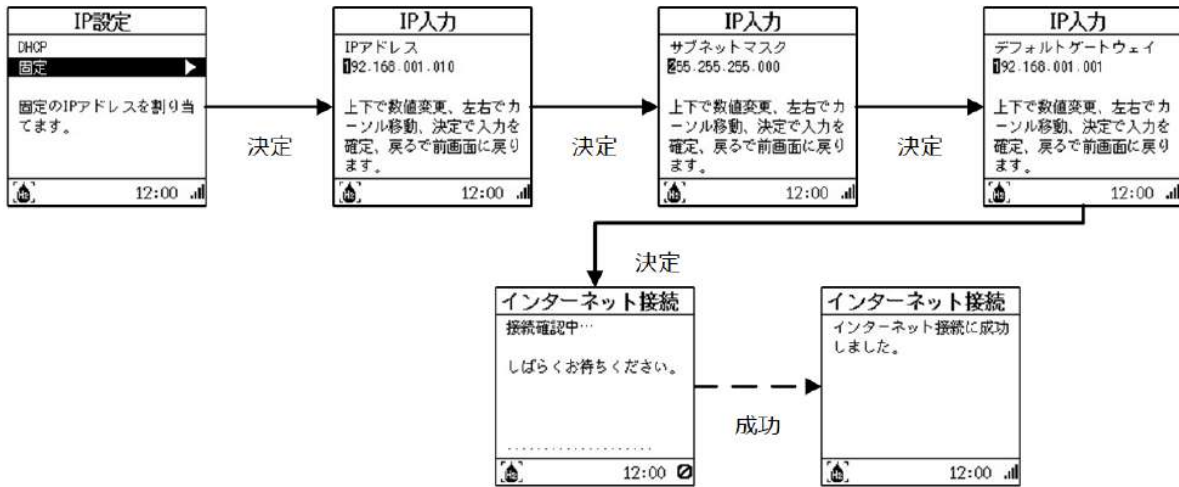 IP設定
DHCP
固定
固定のIPアドレスを割り当
てます。
12:00
決定
IP入力
IPアドレス
192.168.001.010
上下で数値変更、左右でカ
ーソル移動、決定で入力を
確定、戻るで前画面に戻り
ます。
12:00
決定
IP入力
サブネットマスク
255.255.255.000
上下で数値変更、左右でカ
ーソル移動、決定で入力を
確定、戻るで前画面に戻り
ます。
12:00
決定
IP入力
デフォルトゲートウェイ
192.168.001.001
上下で数値変更、左右でカ
ーソル移動、決定で入力を
確定、戻るで前画面に戻り
ます。
12:00
決定
インターネット接続
接続確認中…
しばらくお待ちください。
....................
12:00
成功
インターネット接続
インターネット接続に成功
しました。
12:00